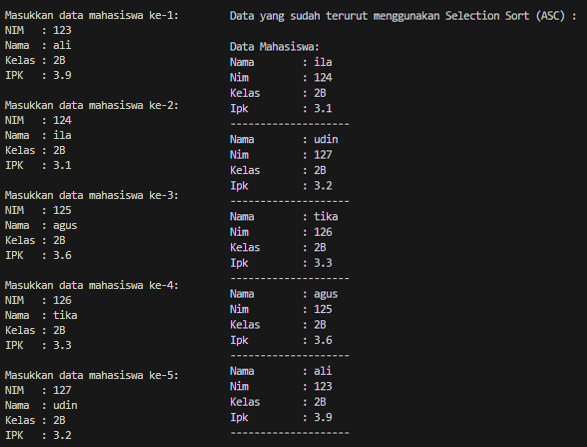 Masukkan data mahasiswa ke-1:
NIM : 123
Nama : ali
Kelas : 2B
IPK : 3.9
Masukkan data mahasiswa ke-2:
NIM : 124
Nama : ila
Kelas : 2B
IPK : 3.1
Masukkan data mahasiswa ke-3:
NIM : 125
Nama : agus
Kelas : 2B
IPK : 3.6
Masukkan data mahasiswa ke-4:
NIM : 126
Nama : tika
Kelas : 2B
IPK : 3.3
Masukkan data mahasiswa ke-5:
NIM : 127
Nama : udin
Kelas : 2B
IPK : 3.2
Data yang sudah terurut menggunakan Selection Sort (ASC) :
Data Mahasiswa:
Nama : ila
Nim : 124
Kelas : 2B
Ipk : 3.1
--------------------
Nama : udin
Nim : 127
Kelas : 2B
Ipk : 3.2
--------------------
Nama : tika
Nim : 126
Kelas : 2B
Ipk : 3.3
--------------------
Nama : agus
Nim : 125
Kelas : 2B
Ipk : 3.6
--------------------
Nama : ali
Nim : 123
Kelas : 2B
Ipk : 3.9
--------------------